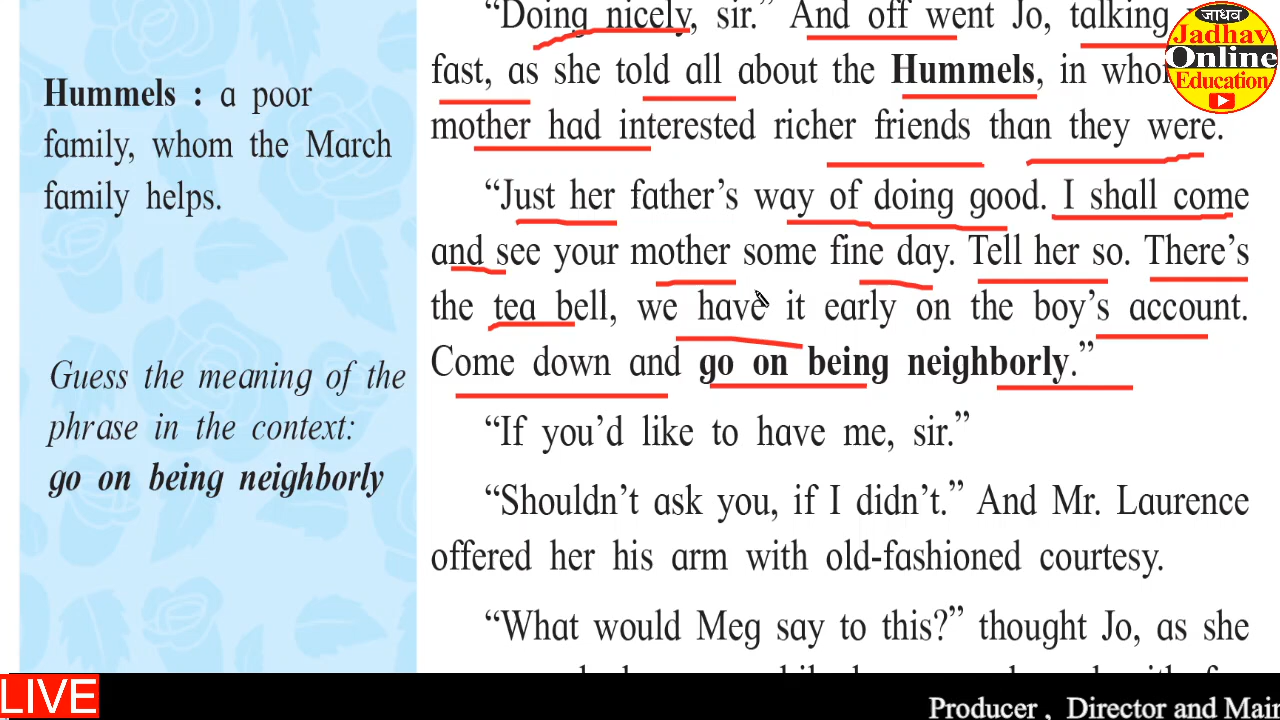 Hummels : a poor
family, whom the March
family helps.
Guess the meaning of the
phrase in the context:
go on being neighborly
“Doing nicely, sir.” And off went Jo, talking
fast, as she told all about the Hummels, in
mother had interested richer friends than they were.
“Just her father’s way of doing good. I shall come
and see your mother some fine day. Tell her so. There’s
the tea bell, we have it early on the boy’s account.
Come down and go on being neighborly.”
“If you’d like to have me, sir.”
“Shouldn’t ask you, if I didn’t.” And Mr. Laurence
offered her his arm with old-fashioned courtesy.
“What would Meg say to this?” thought Jo, as she
जाधव
Jadhav
Online
Education
LIVE
Producer , Director and